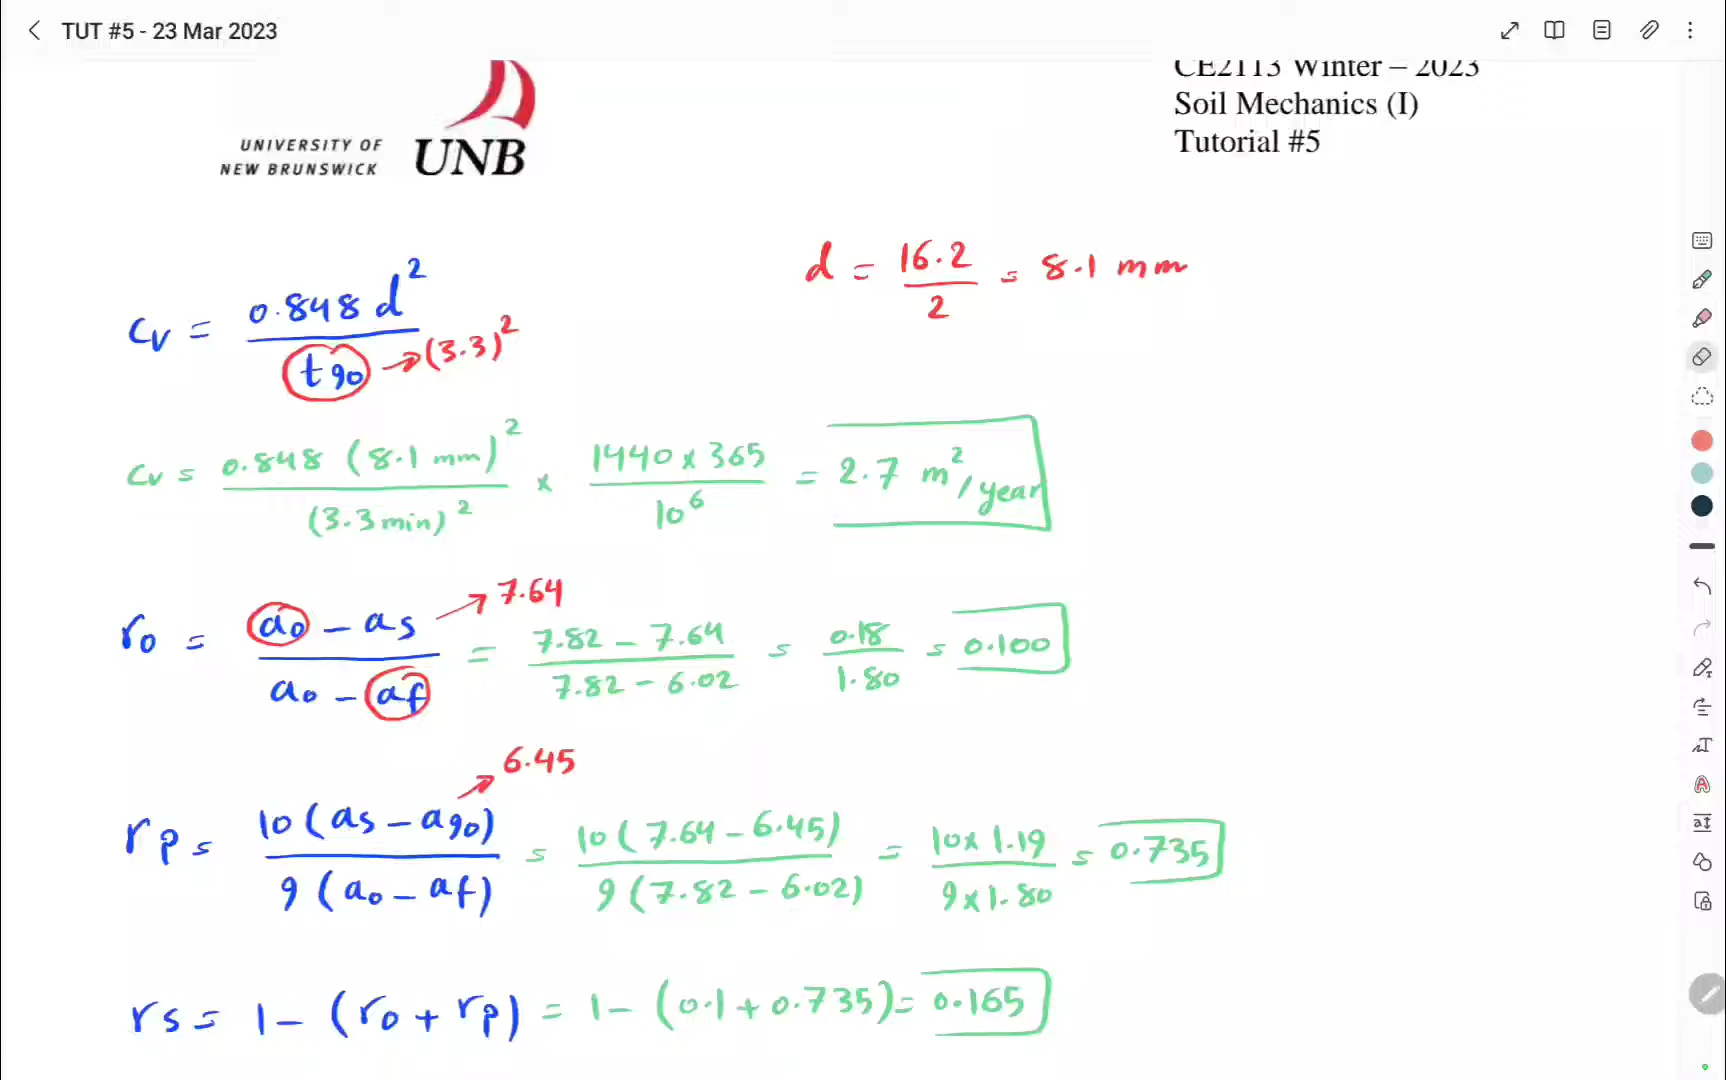 TUT #5 - 23 Mar 2023
CE2113 Winter – 2023
Soil Mechanics (I)
Tutorial #5
UNIVERSITY OF
NEW BRUNSWICK
UNB
d = 16.2 / 2 = 8.1 mm
Cv = 0.848 d² / t90 → (3.3)²
Cv = 0.848 (8.1 mm)² / (3.3min)² × 1440 × 365 / 10⁶ = 2.7 m²/year
ro = ao - as / ao - af = 7.82 - 7.64 / 7.82 - 6.02 = 0.18 / 1.80 = 0.100
→ 7.64
→ 6.45
rp = 10(as - a90) / 9(ao - af) = 10(7.64 - 6.45) / 9(7.82 - 6.02) = 10 × 1.19 / 9 × 1.80 = 0.735
rs = 1 - (ro + rp) = 1 - (0.1 + 0.735) = 0.165